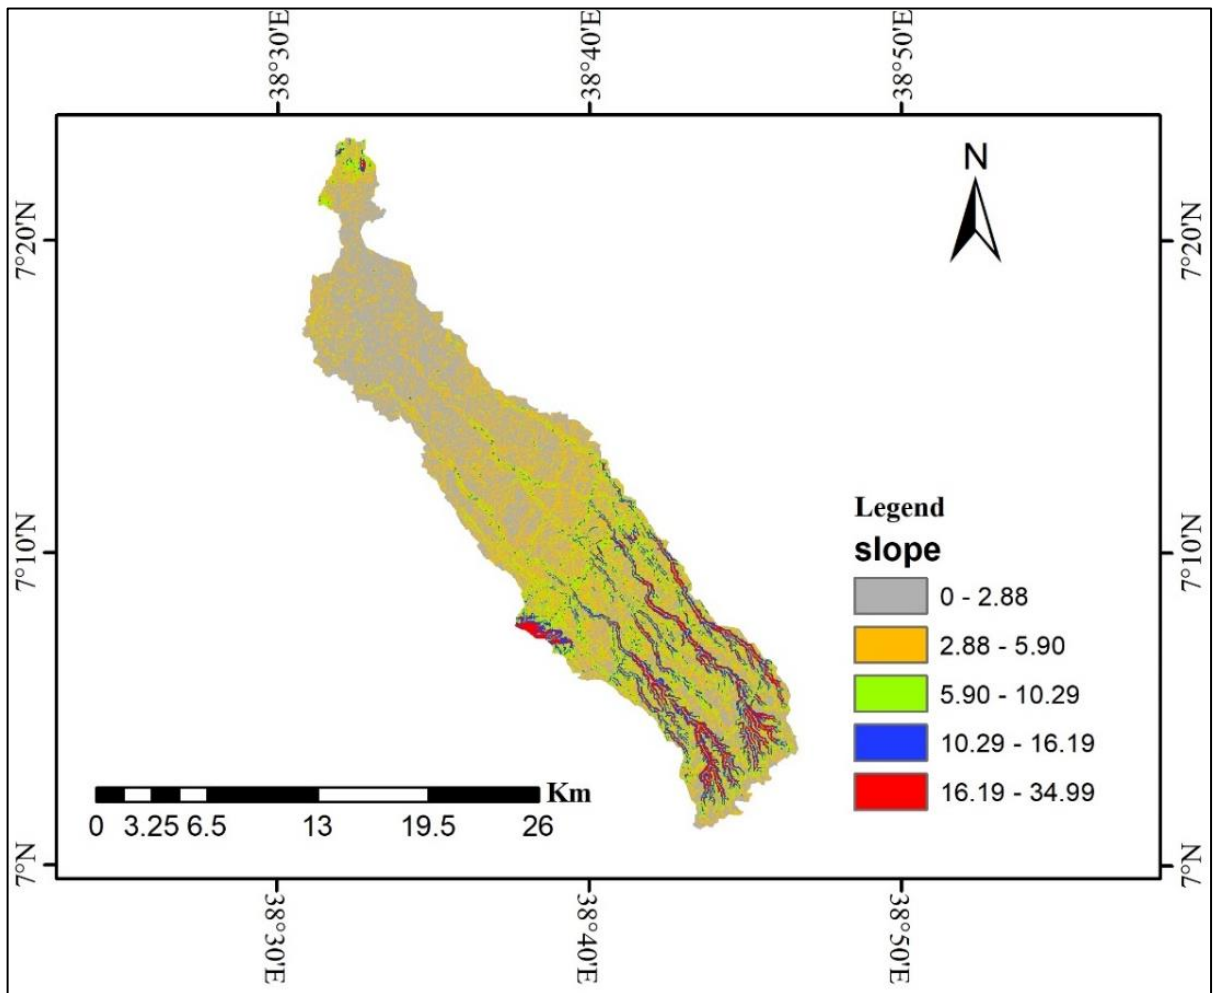 38°30'E
38°40'E
38°50'E
N
7°20'N
7°20'N
7°10'N
7°10'N
Legend
slope
0 - 2.88
2.88 - 5.90
5.90 - 10.29
10.29 - 16.19
16.19 - 34.99
Km
0 3.25 6.5 13 19.5 26
7°N
7°N
38°30'E
38°40'E
38°50'E